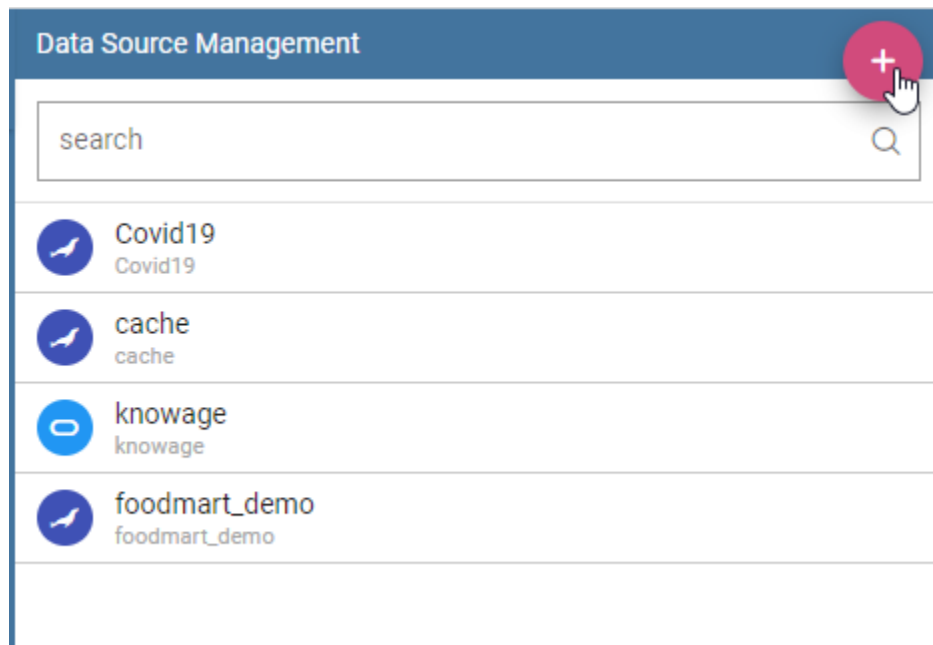 Data Source Management
+
search
Covid19
Covid19
cache
cache
knowage
knowage
foodmart_demo
foodmart_demo